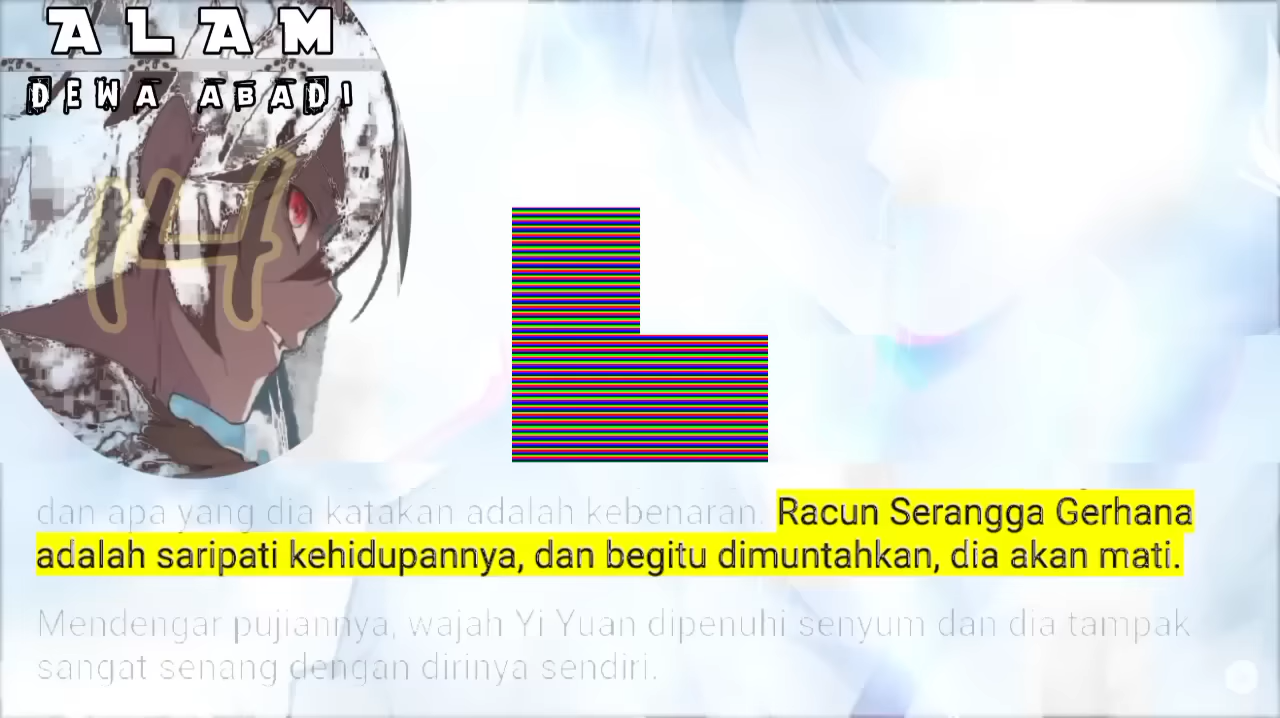 ALAM
DEWA ABADI
14
dan apa yang dia katakan adalah kebenaran. Racun Serangga Gerhana
adalah saripati kehidupannya, dan begitu dimuntahkan, dia akan mati.
Mendengar pujiannya, wajah Yi Yuan dipenuhi senyum dan dia tampak
sangat senang dengan dirinya sendiri.